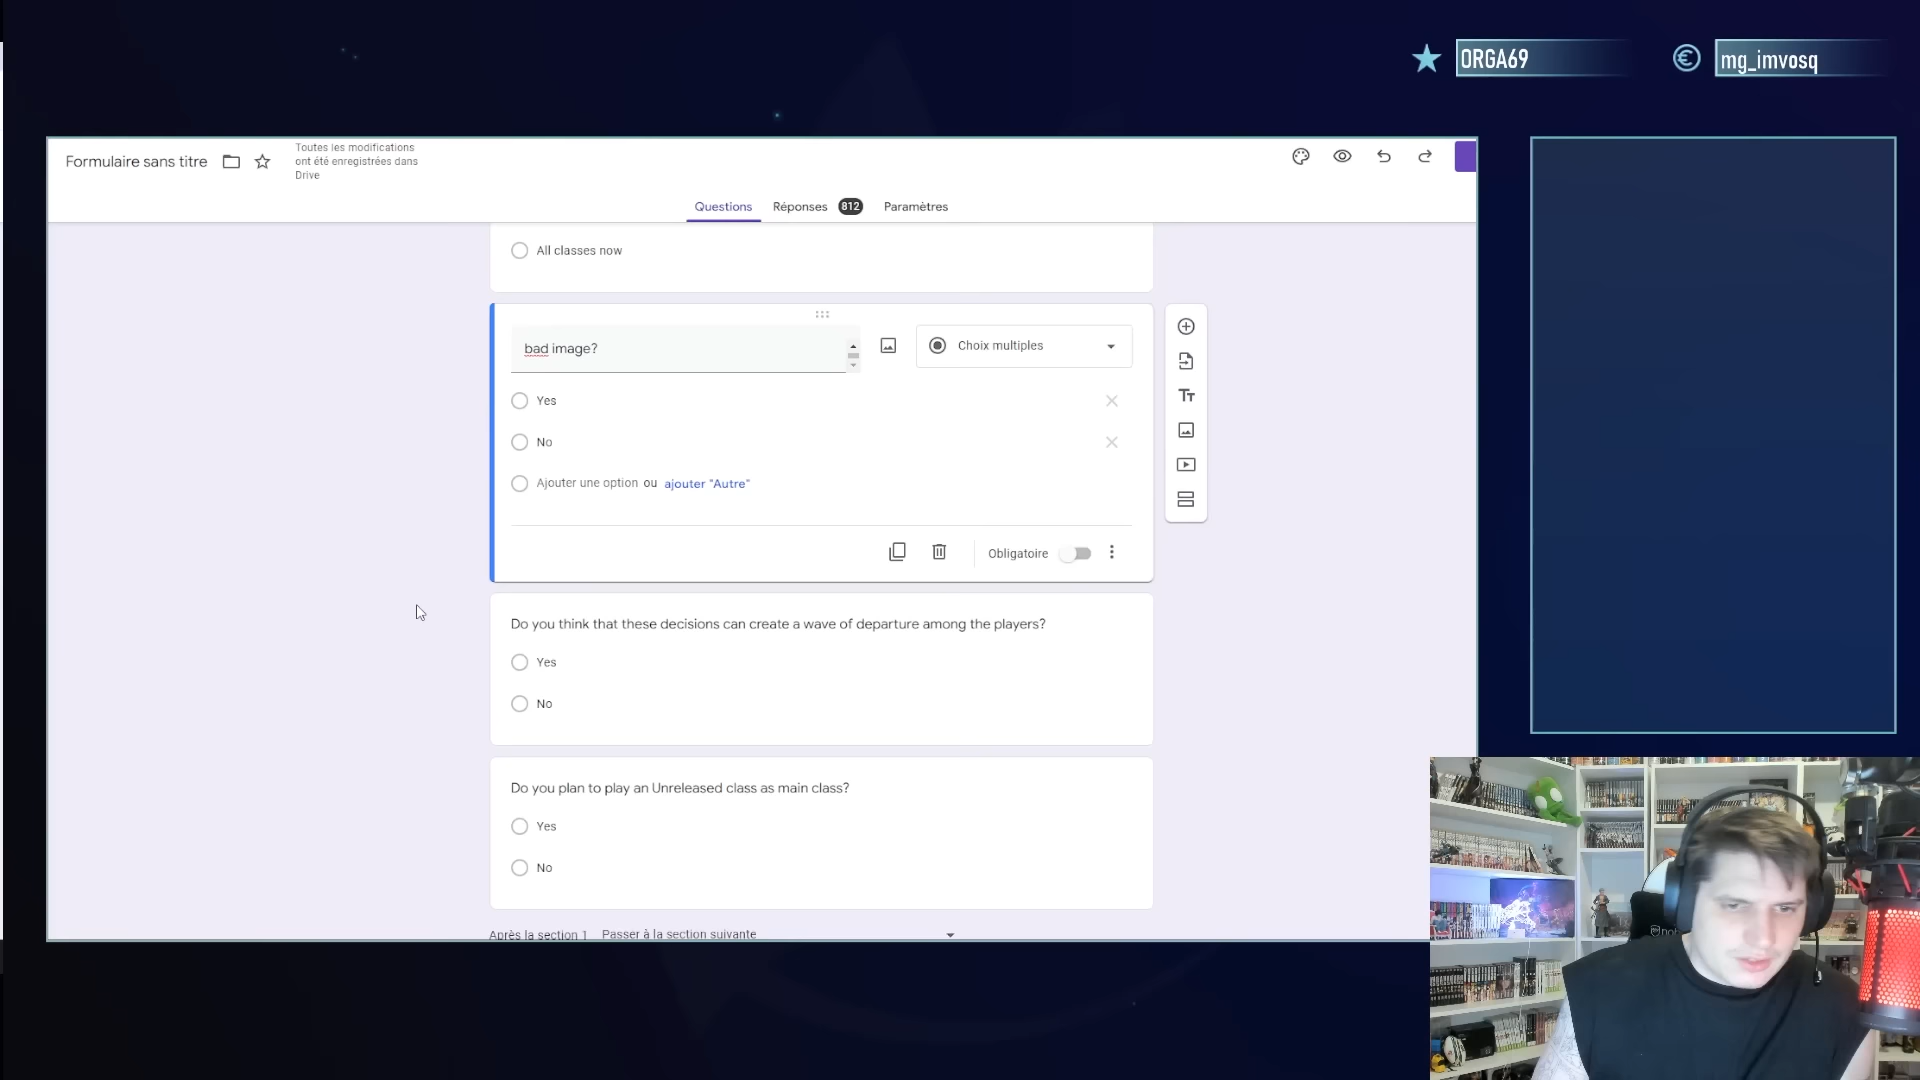 ORGA69
mg_imvosq
Formulaire sans titre
Toutes les modifications
ont été enregistrées dans
Drive
Questions
Réponses 812
Paramètres
All classes now
bad image?
Choix multiples
Yes
No
Ajouter une option ou ajouter "Autre"
Obligatoire
Do you think that these decisions can create a wave of departure among the players?
Yes
No
Do you plan to play an Unreleased class as main class?
Yes
No
Après la section 1 Passer à la section suivante